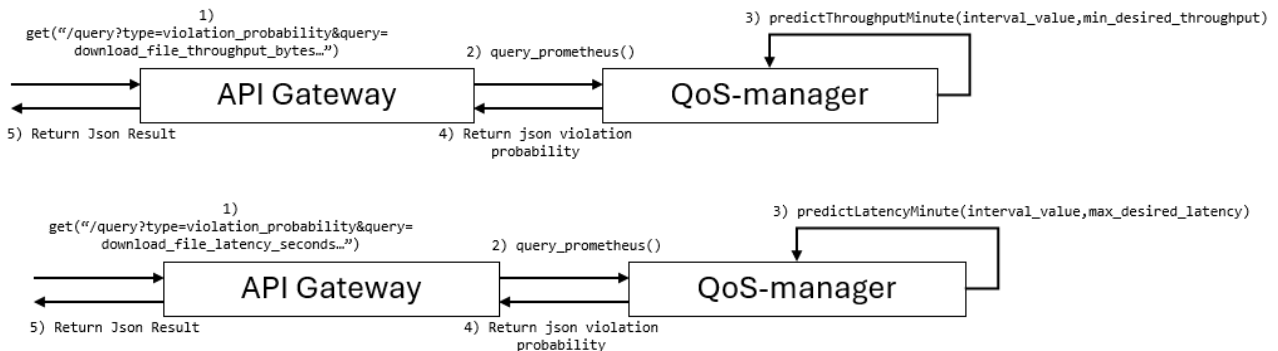 1)
get(“/query?type=violation_probability&query=
download_file_throughput_bytes…”)
3) predictThroughputMinute(interval_value,min_desired_throughput)
2) query_prometheus()
API Gateway
QoS-manager
5) Return Json Result
4) Return json violation
probability
1)
get(“/query?type=violation_probability&query=
download_file_latency_seconds…”)
3) predictLatencyMinute(interval_value,max_desired_latency)
2) query_prometheus()
API Gateway
QoS-manager
5) Return Json Result
4) Return json violation
probability